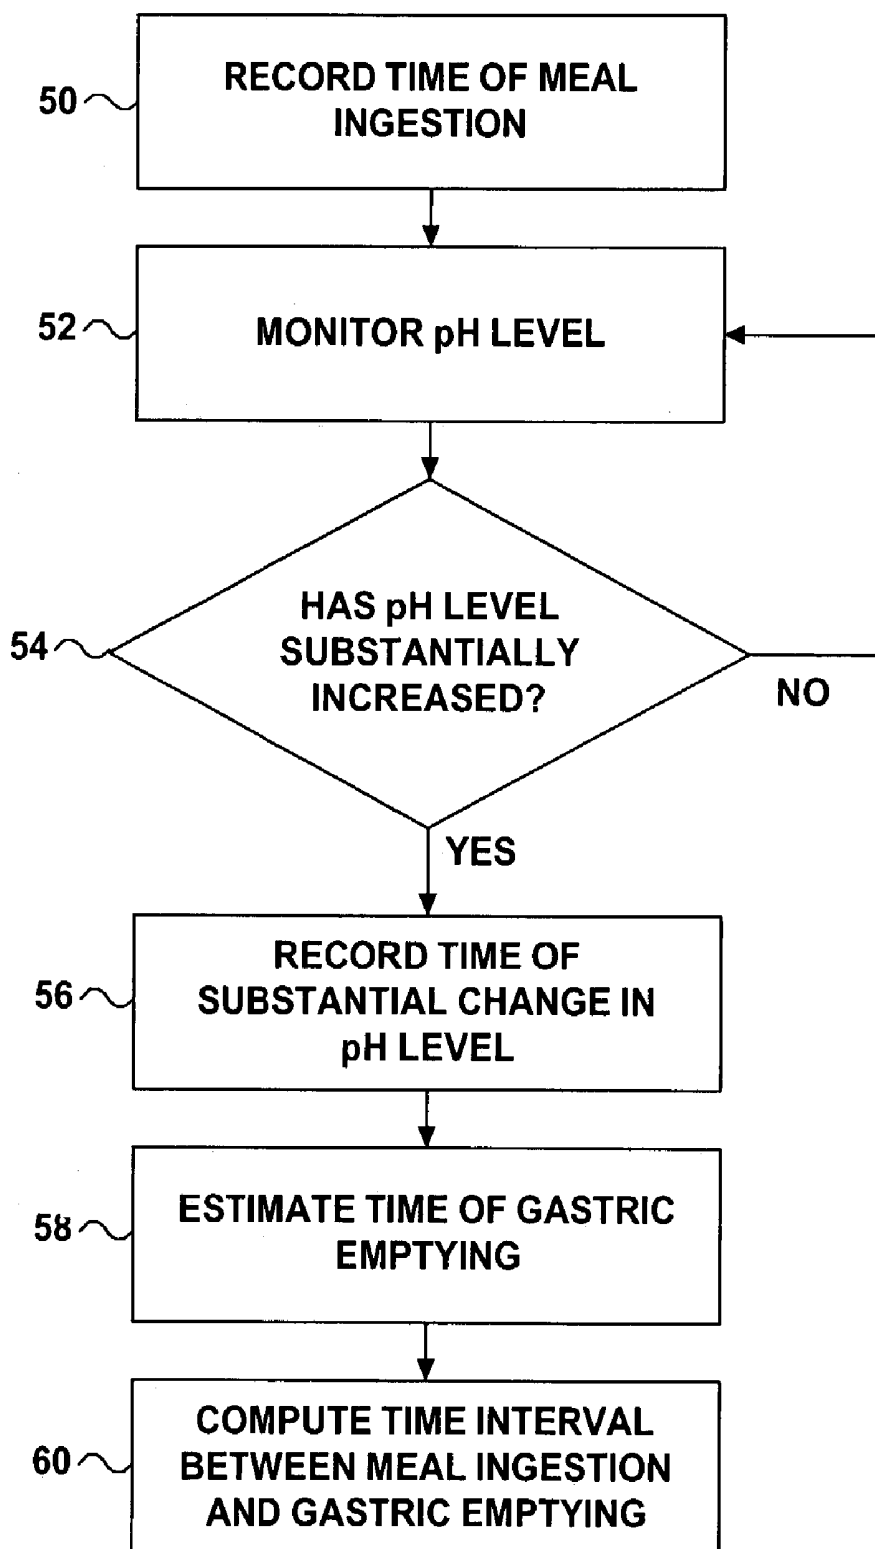 50
RECORD TIME OF MEAL
INGESTION
52
MONITOR pH LEVEL
54
HAS pH LEVEL
SUBSTANTIALLY
INCREASED?
NO
YES
56
RECORD TIME OF
SUBSTANTIAL CHANGE IN
pH LEVEL
58
ESTIMATE TIME OF GASTRIC
EMPTYING
60
COMPUTE TIME INTERVAL
BETWEEN MEAL INGESTION
AND GASTRIC EMPTYING